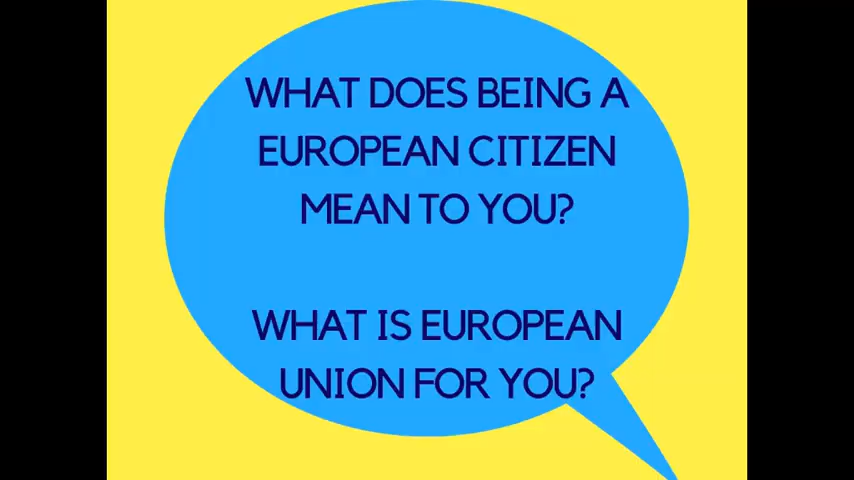 WHAT DOES BEING A
EUROPEAN CITIZEN
MEAN TO YOU?
WHAT IS EUROPEAN
UNION FOR YOU?